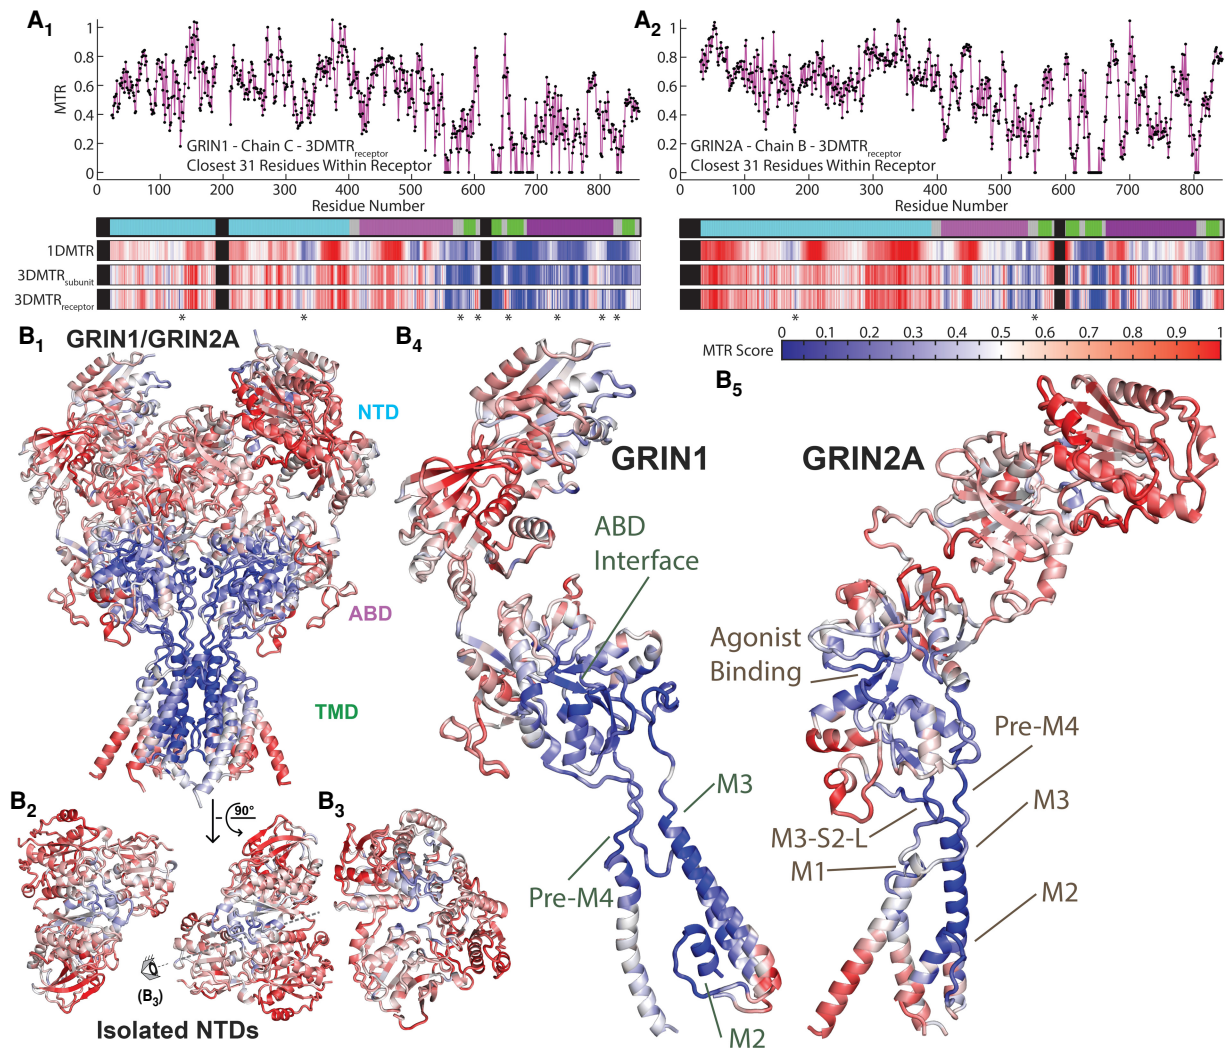 A1
A2
1
0.8
0.6
0.4
0.2
0
MTR
GRIN1 - Chain C - 3DMTRreceptor
Closest 31 Residues Within Receptor
0 100 200 300 400 500 600 700 800
Residue Number
1
0.8
0.6
0.4
0.2
0
GRIN2A - Chain B - 3DMTRreceptor
Closest 31 Residues Within Receptor
0 100 200 300 400 500 600 700 800
Residue Number
1DMTR
3DMTRsubunit
3DMTRreceptor
* * * * * * * *
* *
MTR Score
0 0.1 0.2 0.3 0.4 0.5 0.6 0.7 0.8 0.9 1
B1
GRIN1/GRIN2A
NTD
ABD
TMD
B4
GRIN1
ABD
Interface
M3
Pre-M4
M2
B5
GRIN2A
Agonist
Binding
Pre-M4
M3
M3-S2-L
M1
M2
B2
90°
B3
(B3)
Isolated NTDs